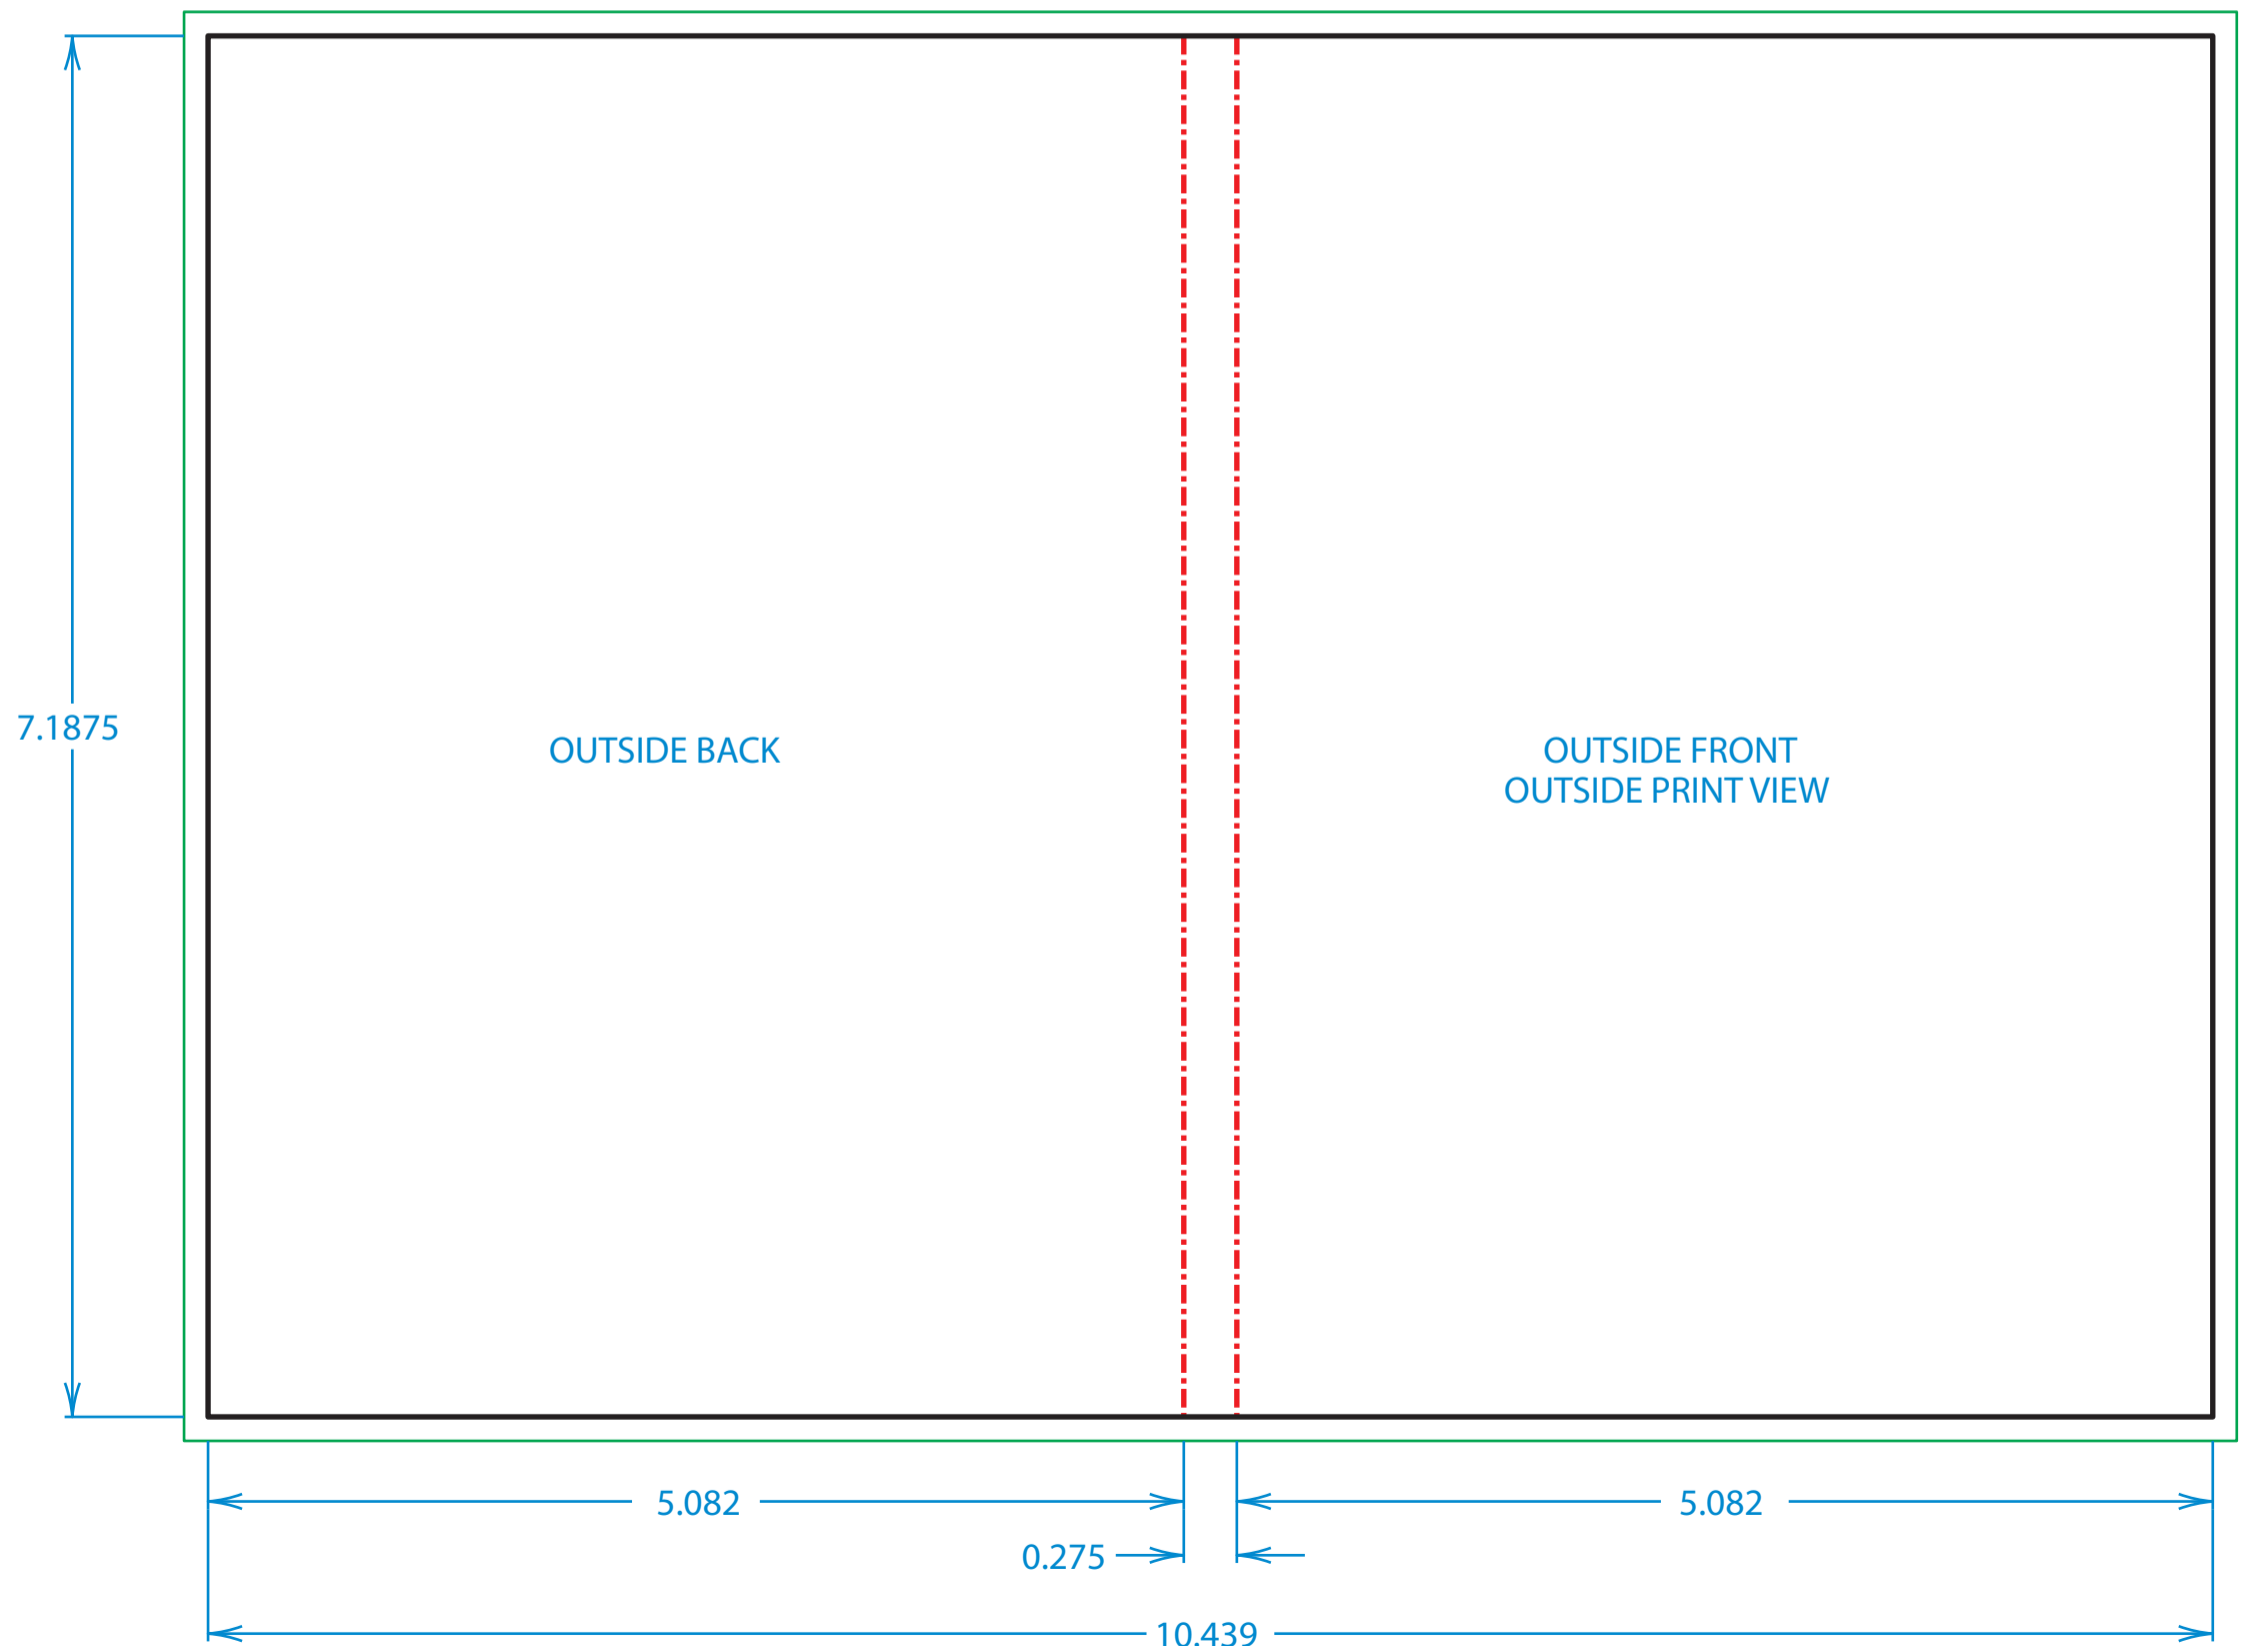 7.1875
OUTSIDE BACK
OUTSIDE FRONT
OUTSIDE PRINT VIEW
5.082
5.082
0.275
10.439